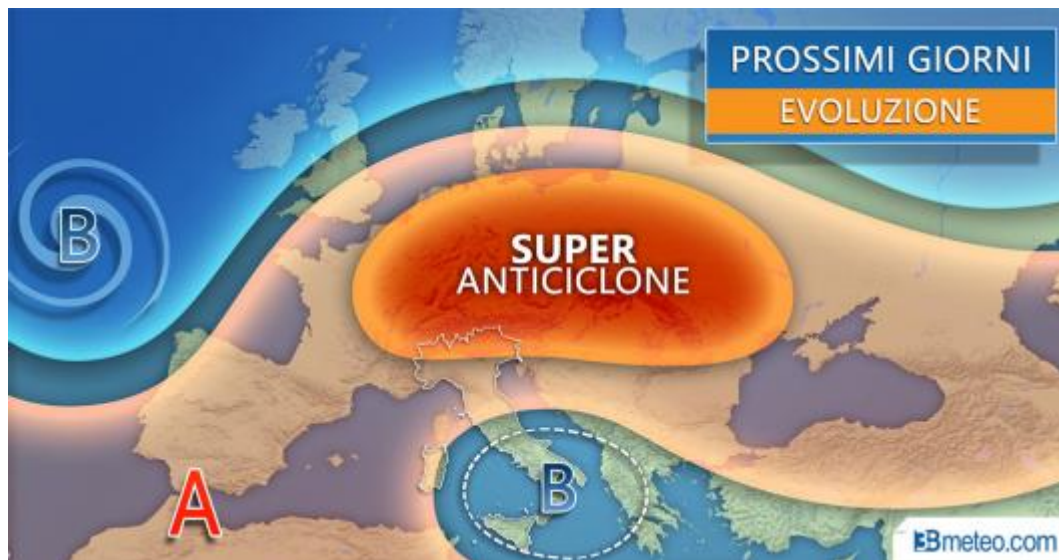 PROSSIMI GIORNI
EVOLUZIONE
B
SUPER
ANTICICLONE
A
B
3Bmeteo.com